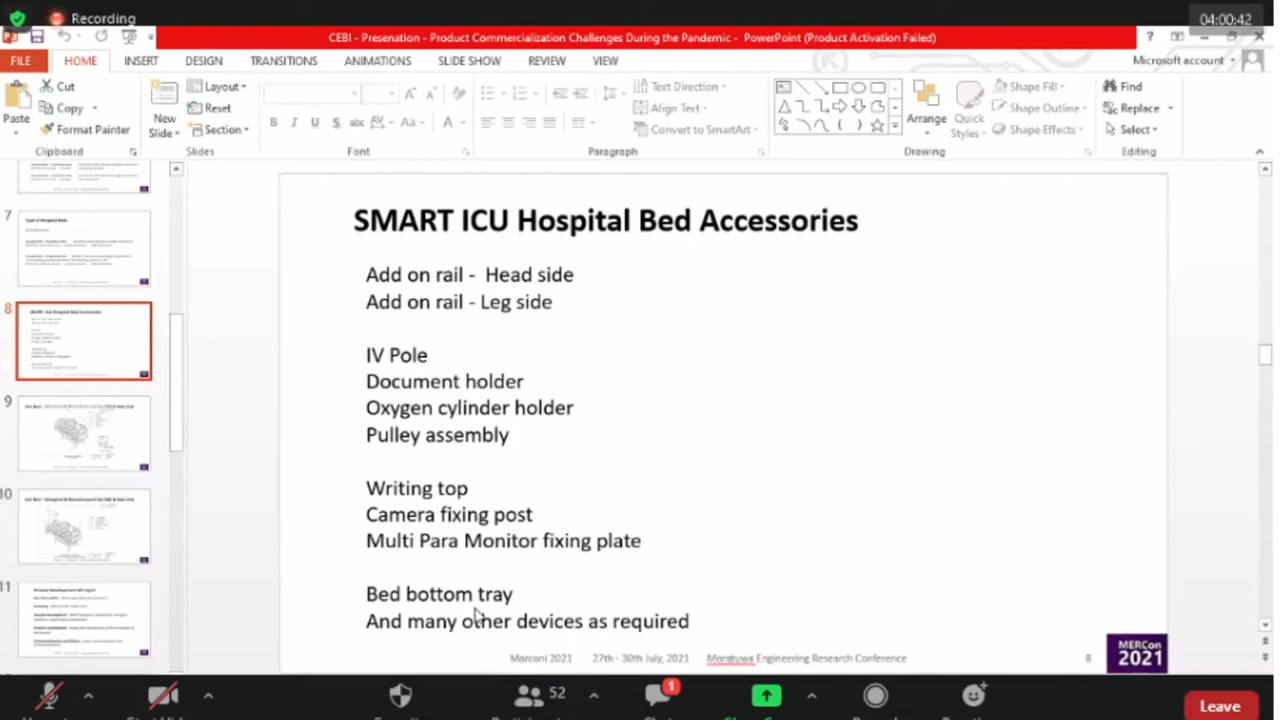 Recording
04:00:42
CEBI - Presenation - Product Commercialization Challenges During the Pandemic - PowerPoint (Product Activation Failed)
FILE HOME INSERT DESIGN TRANSITIONS ANIMATIONS SLIDE SHOW REVIEW VIEW Microsoft account
Paste
Cut
Copy
Format Painter
Clipboard
New Slide
Layout
Reset
Section
Slides
Font
Text Direction
Align Text
Convert to SmartArt
Paragraph
Arrange
Quick Styles
Shape Fill
Shape Outline
Shape Effects
Drawing
Find
Replace
Select
Editing
7
8
9
10
11
SMART ICU Hospital Bed Accessories
Add on rail - Head side
Add on rail - Leg side
IV Pole
Document holder
Oxygen cylinder holder
Pulley assembly
Writing top
Camera fixing post
Multi Para Monitor fixing plate
Bed bottom tray
And many other devices as required
Marconi 2021 27th - 30th July, 2021 Moratuwa Engineering Research Conference 8
MERCon
2021
52
1
Leave